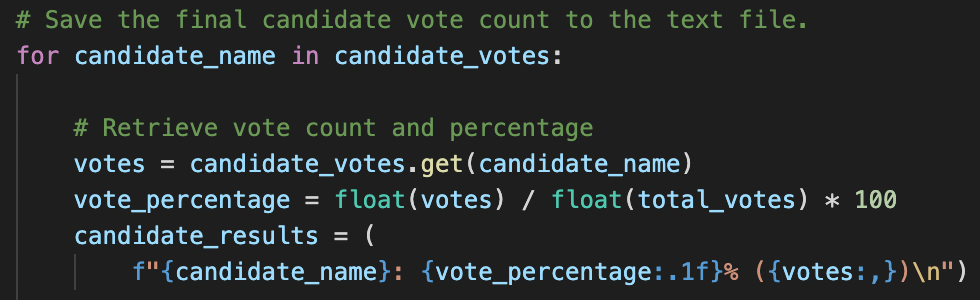 # Save the final candidate vote count to the text file.
for candidate_name in candidate_votes:
# Retrieve vote count and percentage
votes = candidate_votes.get(candidate_name)
vote_percentage = float(votes) / float(total_votes) * 100
candidate_results = (
f"{candidate_name}: {vote_percentage:.1f}% ({votes:,})\n")